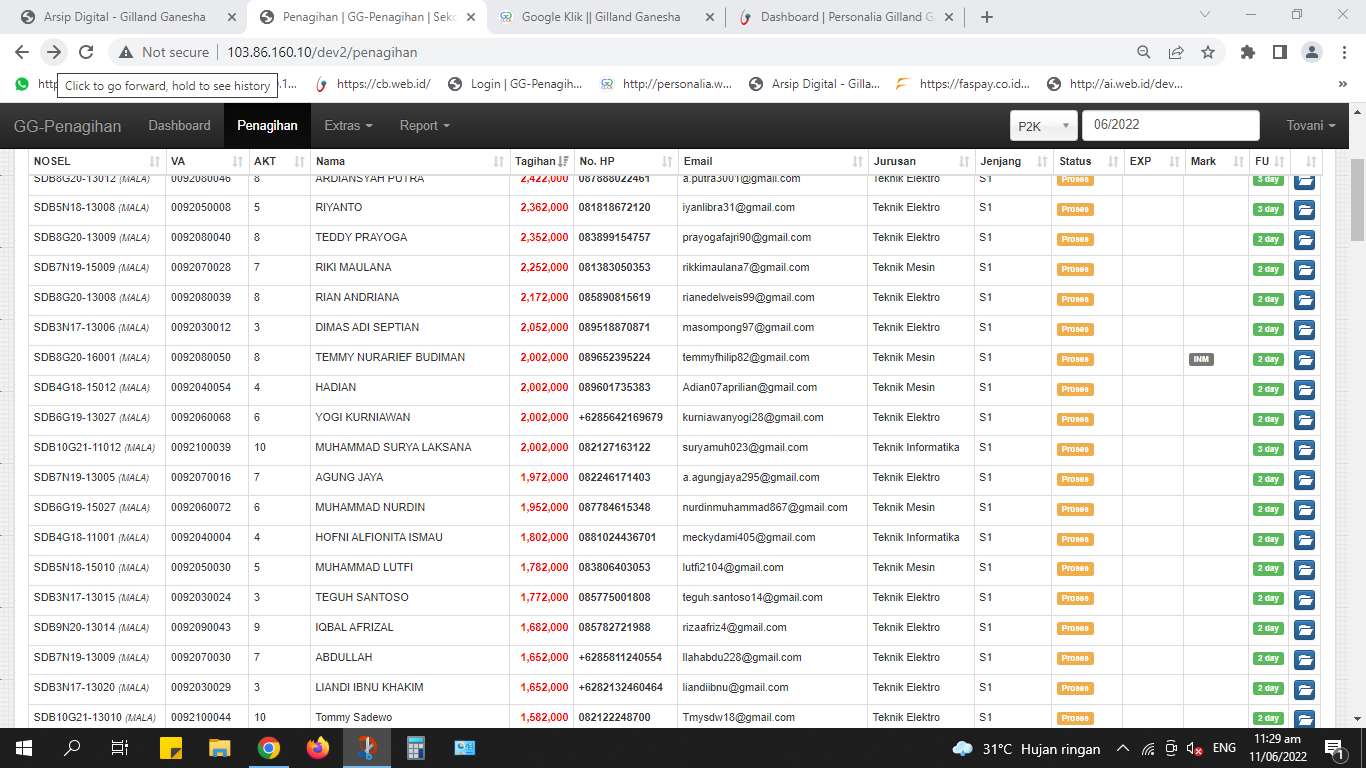 Arsip Digital - Gilland Ganesha
Penagihan | GG-Penagihan | Seko
Google Klik || Gilland Ganesha
Dashboard | Personalia Gilland G
Not secure 103.86.160.10/dev2/penagihan
Click to go forward, hold to see history
https://cb.web.id/
Login | GG-Penagih...
http://personalia.w...
Arsip Digital - Gilla...
https://faspay.co.id...
http://ai.web.id/dev...
GG-Penagihan Dashboard Penagihan Extras Report P2K 06/2022 Tovani
NOSEL VA AKT Nama Tagihan No. HP Email Jurusan Jenjang Status EXP Mark FU
SDB8G20-13012 (MALA) 0092080046 8 ARDIANSYAH PUTRA 2,422,000 087888022461 a.putra3001@gmail.com Teknik Elektro S1 Proses 3 day
SDB5N18-13008 (MALA) 0092050008 5 RIYANTO 2,362,000 081818672120 iyanlibra31@gmail.com Teknik Elektro S1 Proses 3 day
SDB8G20-13009 (MALA) 0092080040 8 TEDDY PRAYOGA 2,352,000 083859154757 prayogafajri90@gmail.com Teknik Elektro S1 Proses 2 day
SDB7N19-15009 (MALA) 0092070028 7 RIKI MAULANA 2,252,000 081383050353 rikkimaulana7@gmail.com Teknik Mesin S1 Proses 2 day
SDB8G20-13008 (MALA) 0092080039 8 RIAN ANDRIANA 2,172,000 085890815619 rianedelweis99@gmail.com Teknik Elektro S1 Proses 2 day
SDB3N17-13006 (MALA) 0092030012 3 DIMAS ADI SEPTIAN 2,052,000 089518870871 masompong97@gmail.com Teknik Elektro S1 Proses 2 day
SDB8G20-16001 (MALA) 0092080050 8 TEMMY NURARIEF BUDIMAN 2,002,000 089652395224 temmyfhilip82@gmail.com Teknik Mesin S1 Proses INM 2 day
SDB4G18-15012 (MALA) 0092040054 4 HADIAN 2,002,000 089601735383 Adian07aprilian@gmail.com Teknik Mesin S1 Proses 2 day
SDB6G19-13027 (MALA) 0092060068 6 YOGI KURNIAWAN 2,002,000 +6285642169679 kurniawanyogi28@gmail.com Teknik Elektro S1 Proses 2 day
SDB10G21-11012 (MALA) 0092100039 10 MUHAMMAD SURYA LAKSANA 2,002,000 082127163122 suryamuh023@gmail.com Teknik Informatika S1 Proses 3 day
SDB7N19-13005 (MALA) 0092070016 7 AGUNG JAYA 1,972,000 082246171403 a.agungjaya295@gmail.com Teknik Elektro S1 Proses 2 day
SDB6G19-15027 (MALA) 0092060072 6 MUHAMMAD NURDIN 1,952,000 087784615348 nurdinmuhammad867@gmail.com Teknik Mesin S1 Proses 2 day
SDB4G18-11001 (MALA) 0092040004 4 HOFNI ALFIONITA ISMAU 1,802,000 0881024436701 meckydami405@gmail.com Teknik Informatika S1 Proses 2 day
SDB5N18-15010 (MALA) 0092050030 5 MUHAMMAD LUTFI 1,782,000 083806403053 lutfi2104@gmail.com Teknik Mesin S1 Proses 2 day
SDB3N17-13015 (MALA) 0092030024 3 TEGUH SANTOSO 1,772,000 085775001808 teguh.santoso14@gmail.com Teknik Elektro S1 Proses 2 day
SDB9N20-13014 (MALA) 0092090043 9 IQBAL AFRIZAL 1,662,000 085797721988 rizaafriz4@gmail.com Teknik Elektro S1 Proses 2 day
SDB7N19-13009 (MALA) 0092070030 7 ABDULLAH 1,652,000 +6285811240554 llahabdu228@gmail.com Teknik Elektro S1 Proses 2 day
SDB3N17-13020 (MALA) 0092030029 3 LIANDI IBNU KHAKIM 1,652,000 +6282132460464 liandiibnu@gmail.com Teknik Elektro S1 Proses 2 day
SDB10G21-13010 (MALA) 0092100044 10 Tommy Sadewo 1,582,000 082122248700 Tmysdw18@gmail.com Teknik Elektro S1 Proses 2 day
31°C Hujan ringan ENG 11:29 am
11/06/2022 1